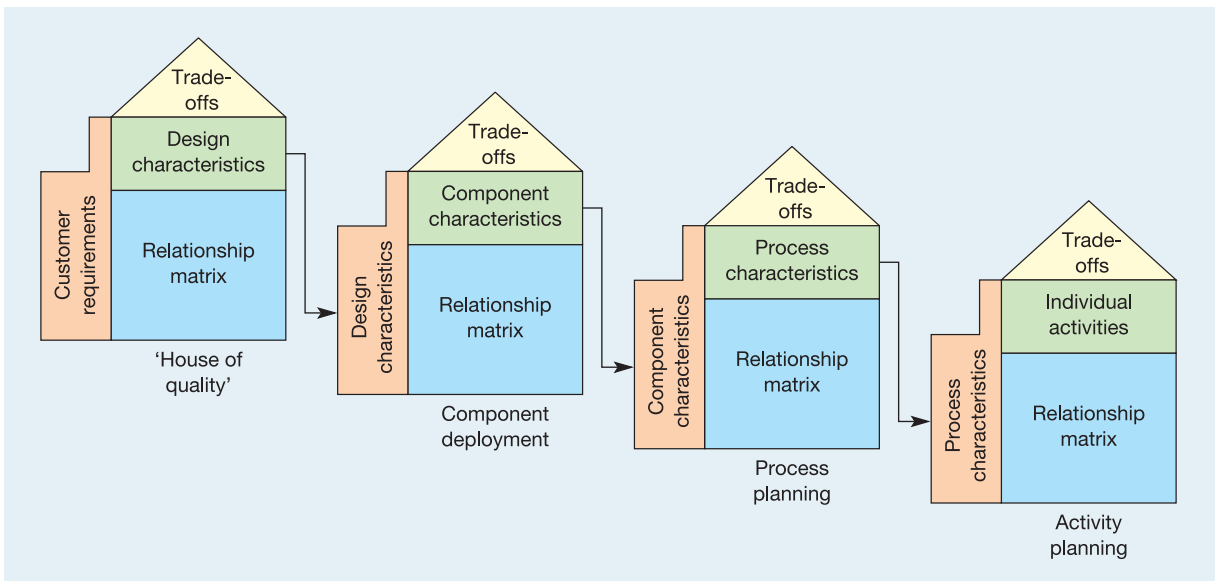 Trade-
offs
Design
characteristics
Customer
requirements
Relationship
matrix
‘House of
quality’
Trade-
offs
Component
characteristics
Design
characteristics
Relationship
matrix
Component
deployment
Trade-
offs
Process
characteristics
Component
characteristics
Relationship
matrix
Process
planning
Trade-
offs
Individual
activities
Process
characteristics
Relationship
matrix
Activity
planning